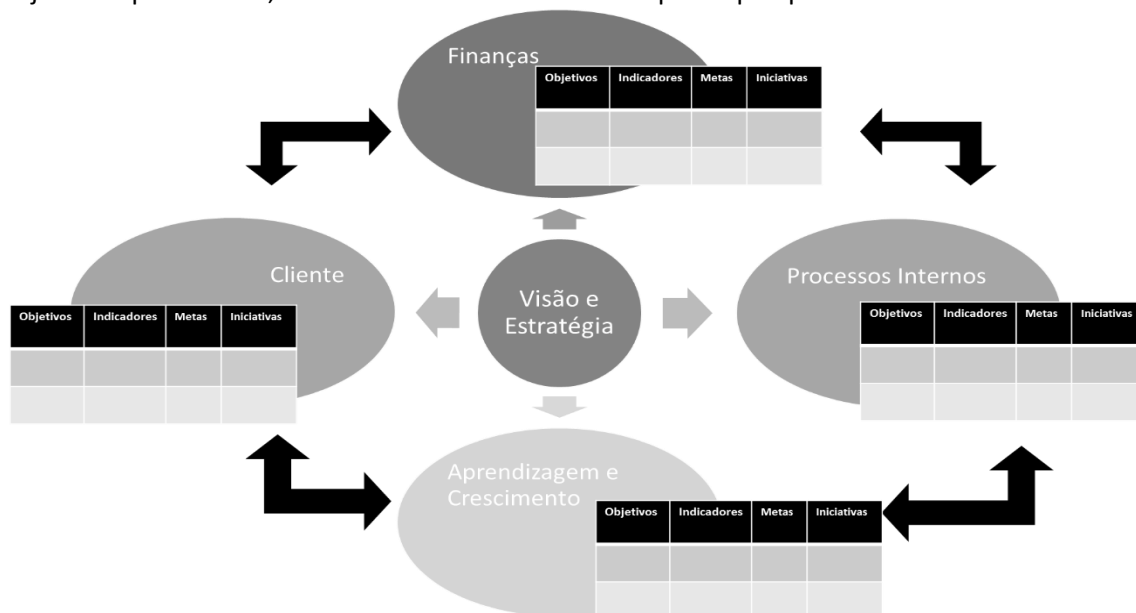 Finanças
Objetivos Indicadores Metas Iniciativas
Cliente
Objetivos Indicadores Metas Iniciativas
Visão e
Estratégia
Processos Internos
Objetivos Indicadores Metas Iniciativas
Aprendizagem e
Crescimento
Objetivos Indicadores Metas Iniciativas